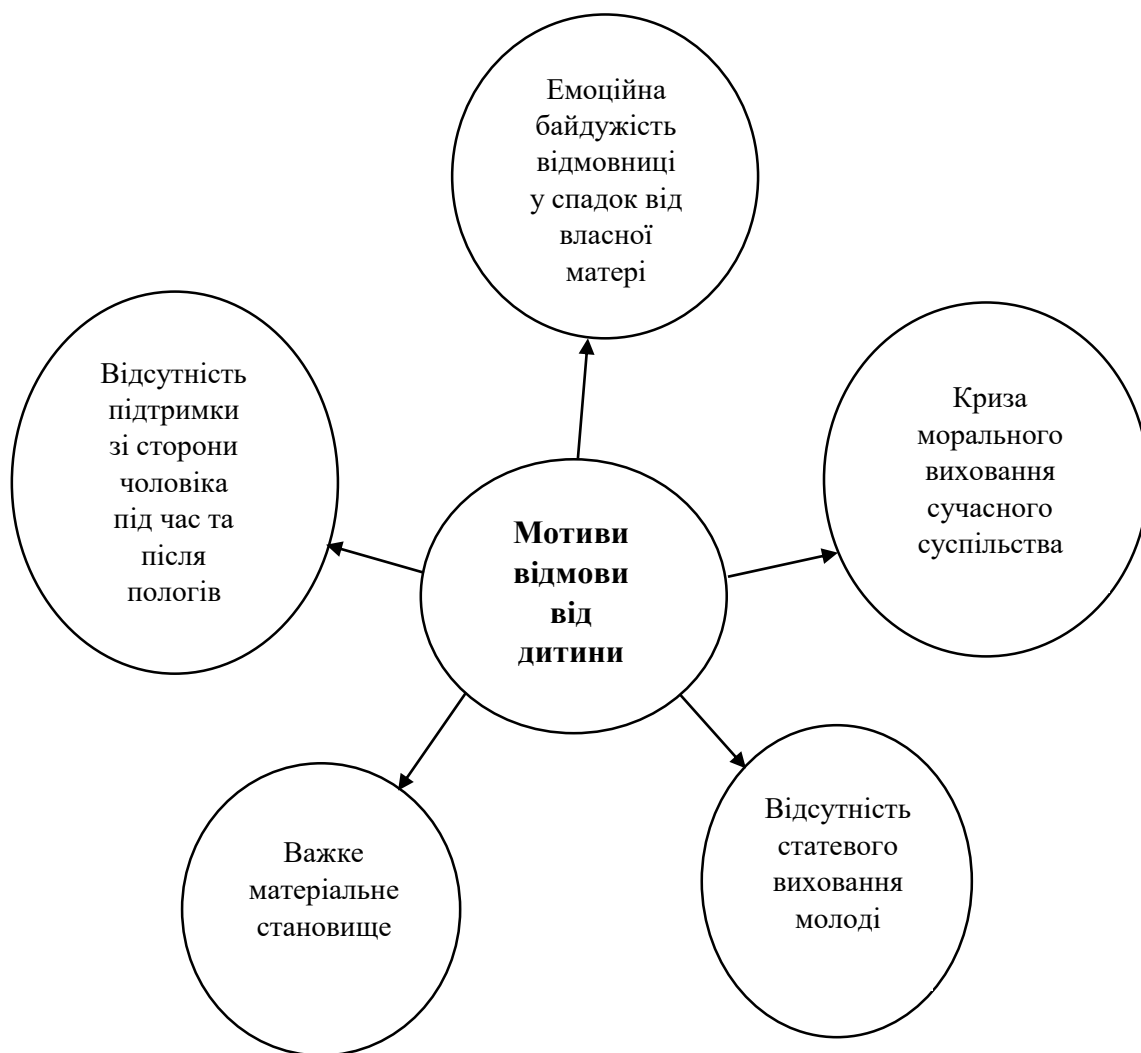 Емоційна
байдужість
відмовниці
у спадок від
власної
матері
Відсутність
підтримки
зі сторони
чоловіка
під час та
після
пологів
Криза
морального
виховання
сучасного
суспільства
Мотиви
відмови
від
дитини
Важке
матеріальне
становище
Відсутність
статевого
виховання
молоді